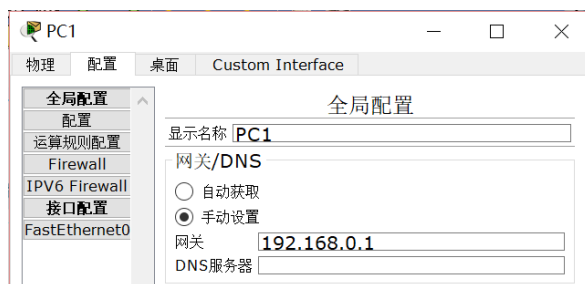 PC1
物理 配置 桌面 Custom Interface
全局配置
配置
运算规则配置
Firewall
IPV6 Firewall
接口配置
FastEthernet0
全局配置
显示名称 PC1
网关/DNS
自动获取
手动设置
网关 192.168.0.1
DNS服务器